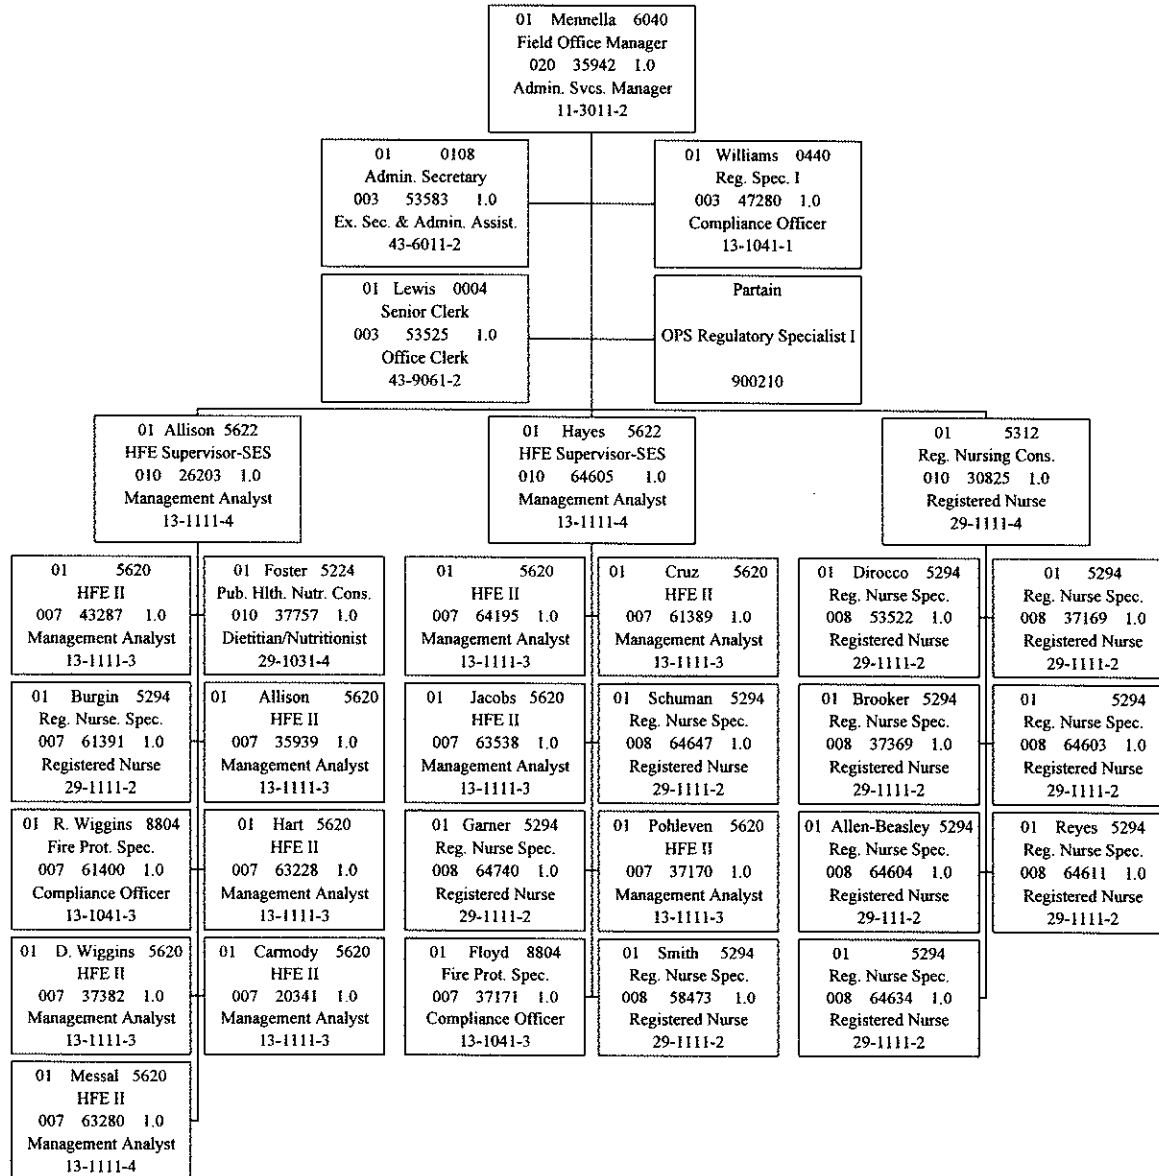 01 Mennella 6040
Field Office Manager
020 35942 1.0
Admin. Svcs. Manager
11-3011-2
01 0108
Admin. Secretary
003 53583 1.0
Ex. Sec. & Admin. Assist.
43-6011-2
01 Williams 0440
Reg. Spec. I
003 47280 1.0
Compliance Officer
13-1041-1
01 Lewis 0004
Senior Clerk
003 53525 1.0
Office Clerk
43-9061-2
Partain
OPS Regulatory Specialist I
900210
01 Allison 5622
HFE Supervisor-SES
010 26203 1.0
Management Analyst
13-1111-4
01 Hayes 5622
HFE Supervisor-SES
010 64605 1.0
Management Analyst
13-1111-4
01 5312
Reg. Nursing Cons.
010 30825 1.0
Registered Nurse
29-1111-4
01 5620
HFE II
007 43287 1.0
Management Analyst
13-1111-3
01 Foster 5224
Pub. Hlth. Nutr. Cons.
010 37757 1.0
Dietitian/Nutritionist
29-1031-4
01 5620
HFE II
007 64195 1.0
Management Analyst
13-1111-3
01 Cruz 5620
HFE II
007 61389 1.0
Management Analyst
13-1111-3
01 Dirocco 5294
Reg. Nurse Spec.
008 53522 1.0
Registered Nurse
29-1111-2
01 5294
Reg. Nurse Spec.
008 37169 1.0
Registered Nurse
29-1111-2
01 Burgin 5294
Reg. Nurse. Spec.
007 61391 1.0
Registered Nurse
29-1111-2
01 Allison 5620
HFE II
007 35939 1.0
Management Analyst
13-1111-3
01 Jacobs 5620
HFE II
007 63538 1.0
Management Analyst
13-1111-3
01 Schuman 5294
Reg. Nurse Spec.
008 64647 1.0
Registered Nurse
29-1111-2
01 Brooker 5294
Reg. Nurse Spec.
008 37369 1.0
Registered Nurse
29-1111-2
01 5294
Reg. Nurse Spec.
008 64603 1.0
Registered Nurse
29-1111-2
01 R. Wiggins 8804
Fire Prot. Spec.
007 61400 1.0
Compliance Officer
13-1041-3
01 Hart 5620
HFE II
007 63228 1.0
Management Analyst
13-1111-3
01 Garner 5294
Reg. Nurse Spec.
008 64740 1.0
Registered Nurse
29-1111-2
01 Pohleven 5620
HFE II
007 37170 1.0
Management Analyst
13-1111-3
01 Allen-Beasley 5294
Reg. Nurse Spec.
008 64604 1.0
Registered Nurse
29-111-2
01 Reyes 5294
Reg. Nurse Spec.
008 64611 1.0
Registered Nurse
29-1111-2
01 D. Wiggins 5620
HFE II
007 37382 1.0
Management Analyst
13-1111-3
01 Carmody 5620
HFE II
007 20341 1.0
Management Analyst
13-1111-3
01 Floyd 8804
Fire Prot. Spec.
007 37171 1.0
Compliance Officer
13-1041-3
01 Smith 5294
Reg. Nurse Spec.
008 58473 1.0
Registered Nurse
29-1111-2
01 5294
Reg. Nurse Spec.
008 64634 1.0
Registered Nurse
29-1111-2
01 Messal 5620
HFE II
007 63280 1.0
Management Analyst
13-1111-4